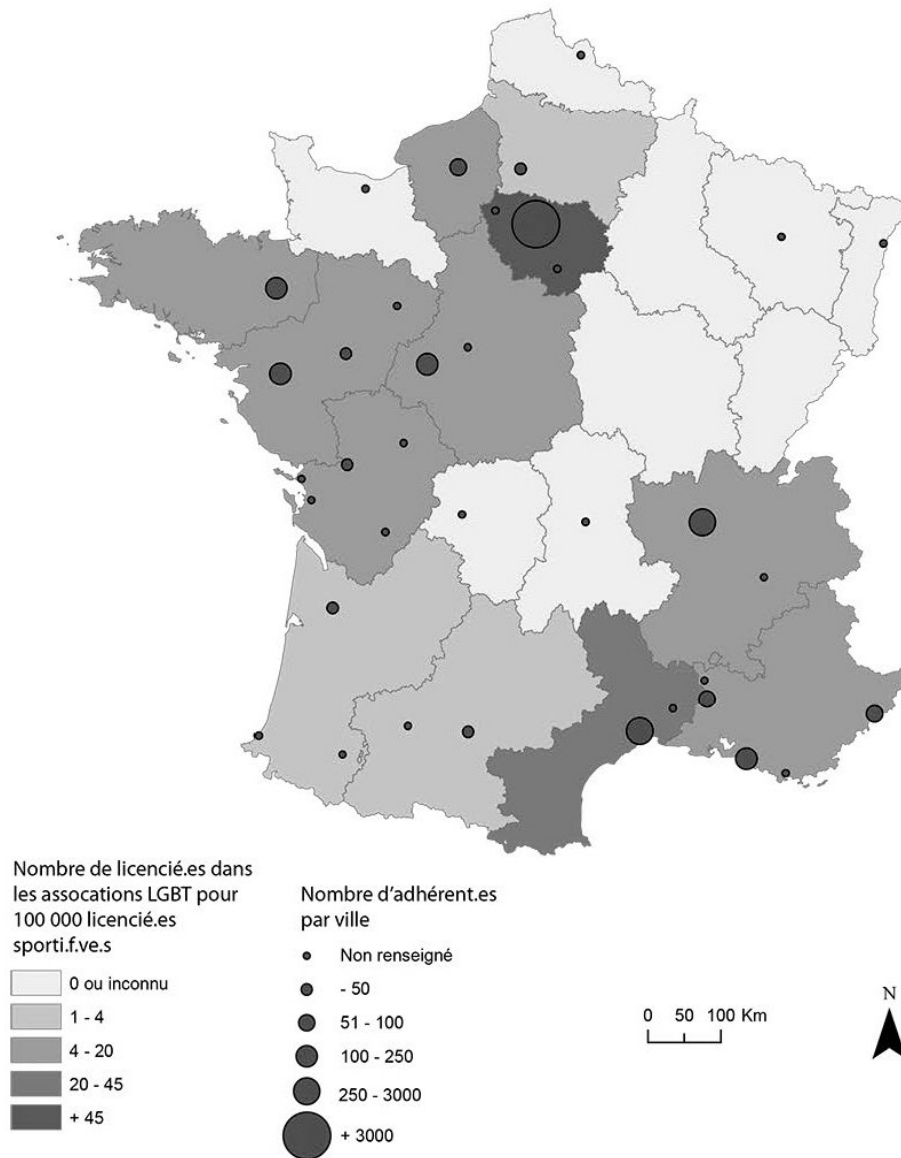 Nombre de licencié.es dans
les assocations LGBT pour
100 000 licencié.es
sporti.f.ve.s
0 ou inconnu
1 - 4
4 - 20
20 - 45
+ 45
Nombre d'adhérent.es
par ville
Non renseigné
- 50
51 - 100
100 - 250
250 - 3000
+ 3000
0 50 100 Km
N